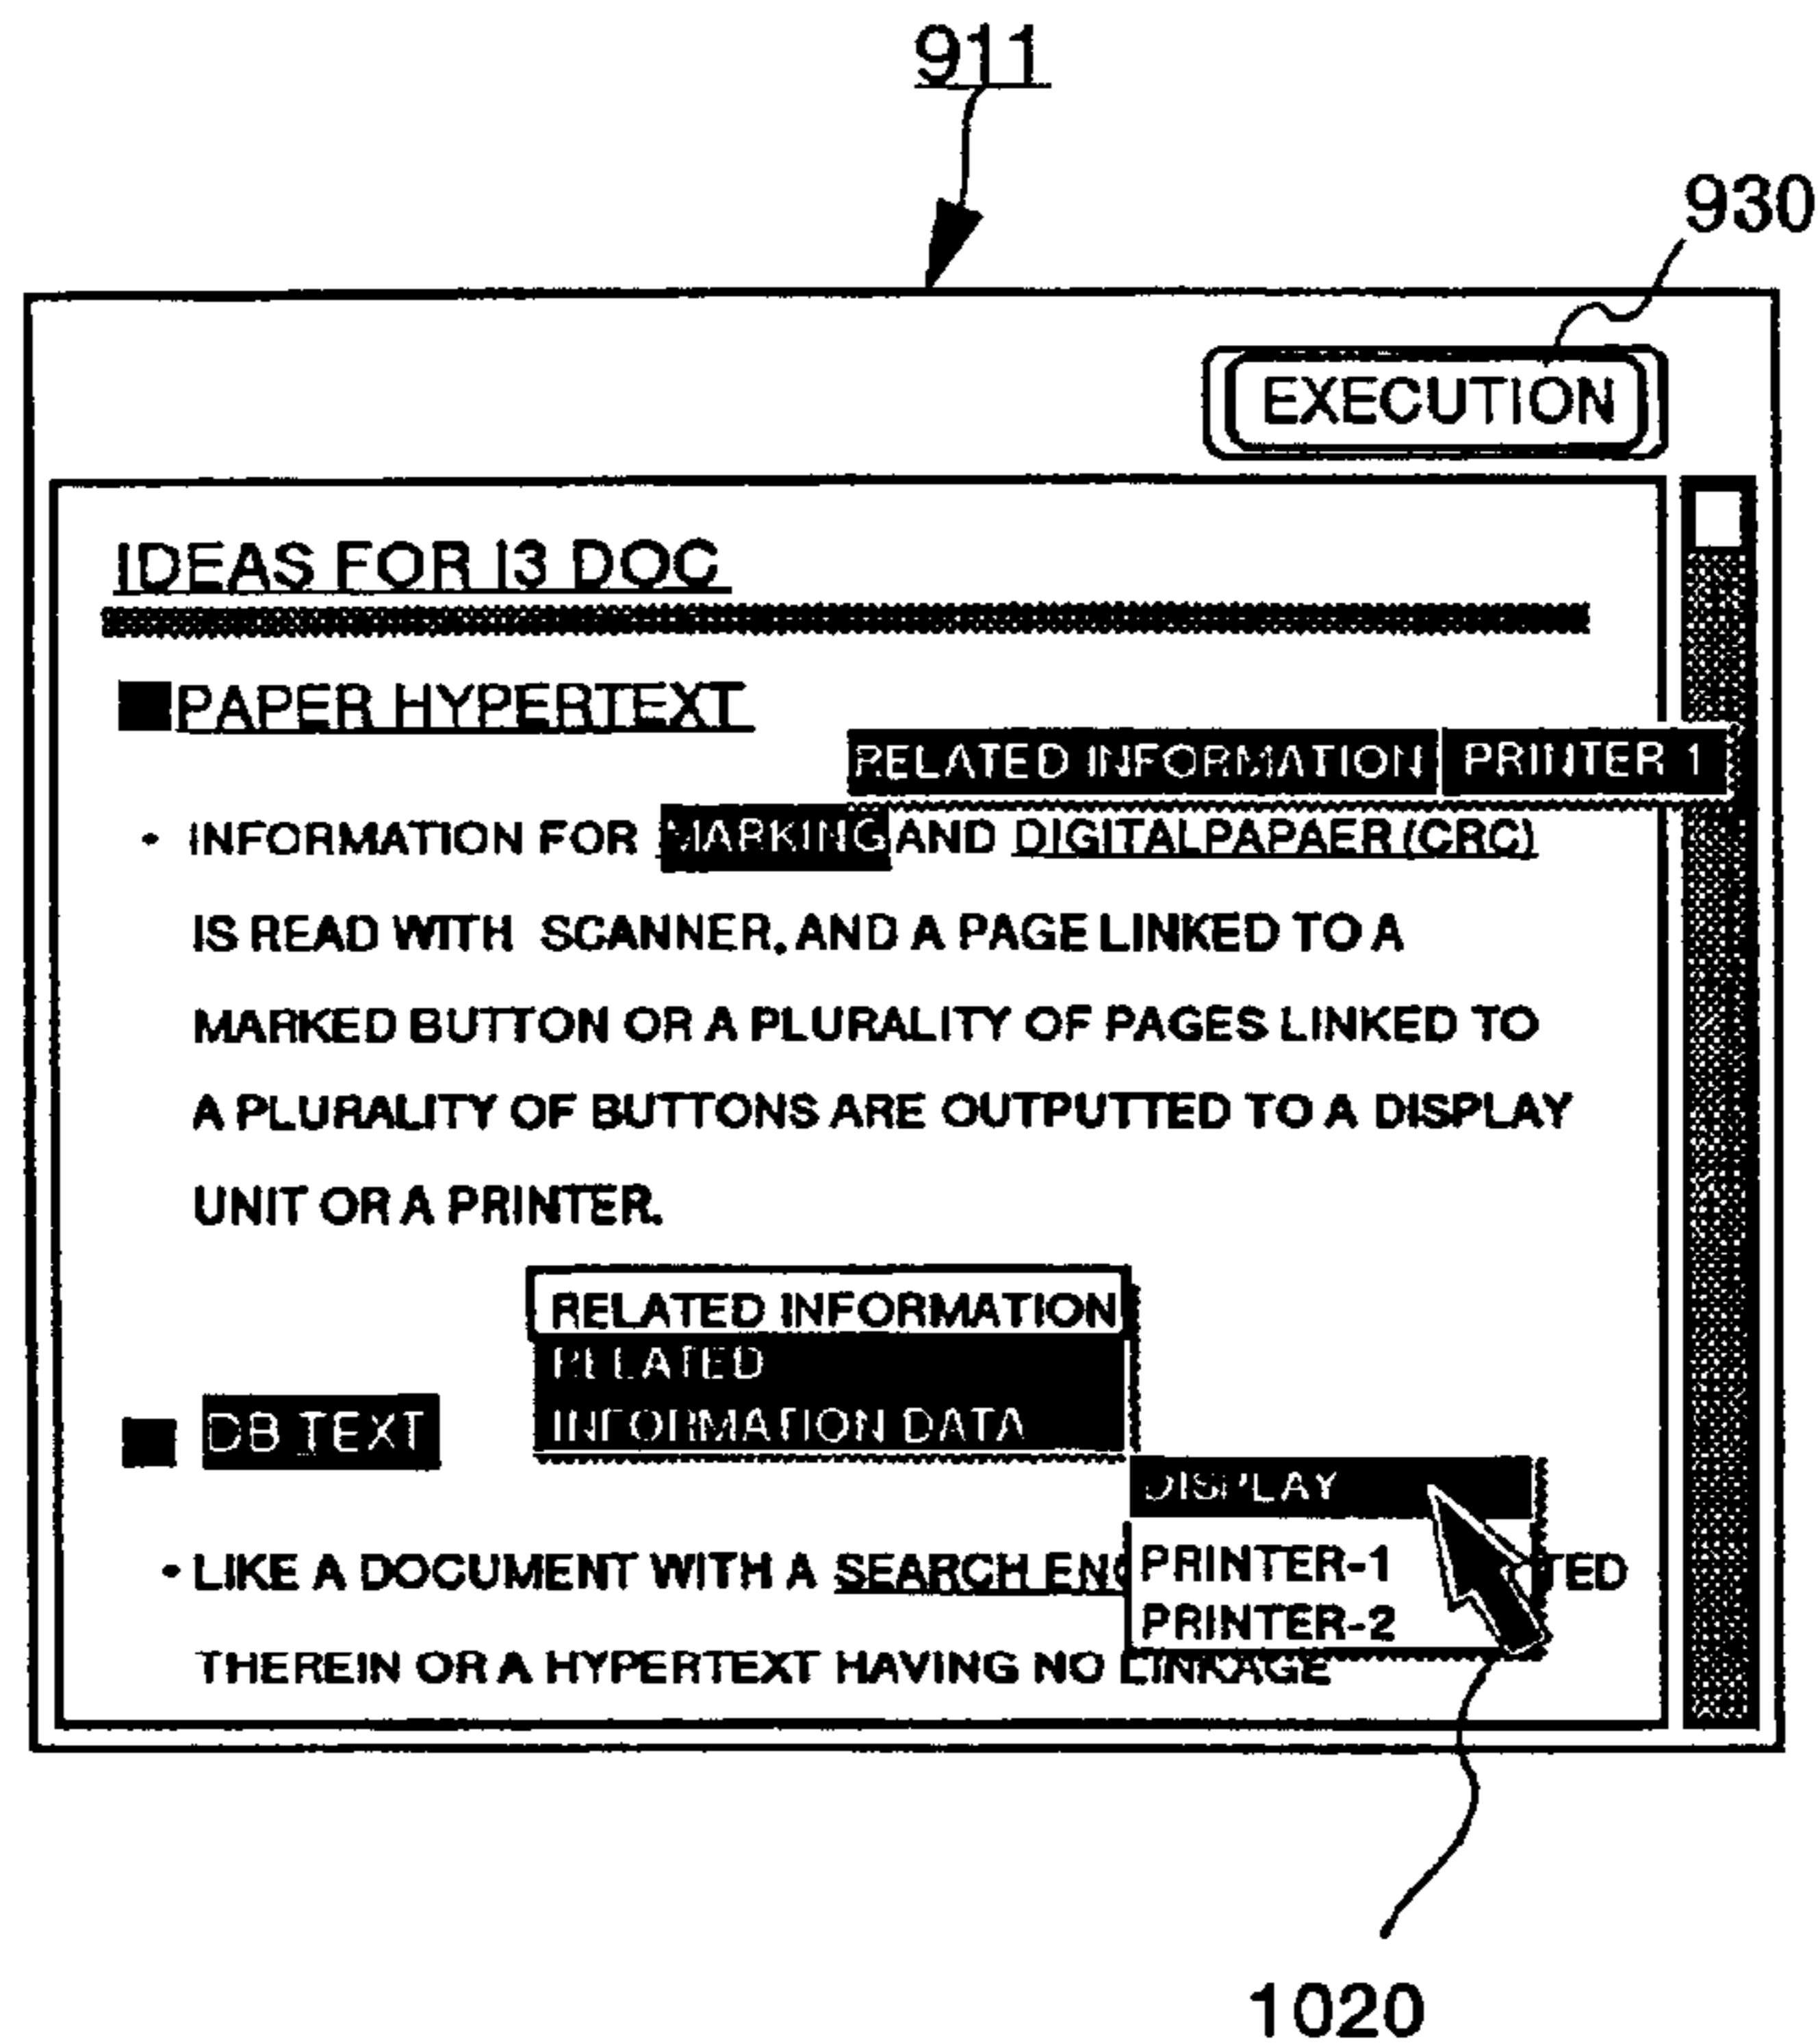 911
930
EXECUTION
IDEAS FOR I3 DOC
PAPER HYPERTEXT
RELATED INFORMATION PRINTER 1
• INFORMATION FOR MARKING AND DIGITALPAPAER (CRC)
IS READ WITH SCANNER. AND A PAGE LINKED TO A
MARKED BUTTON OR A PLURALITY OF PAGES LINKED TO
A PLURALITY OF BUTTONS ARE OUTPUTTED TO A DISPLAY
UNIT OR A PRINTER.
RELATED INFORMATION
RELATED
INFORMATION DATA
DB TEXT
DISPLAY
• LIKE A DOCUMENT WITH A SEARCH
PRINTER-1
PRINTER-2
THEREIN OR A HYPERTEXT HAVING NO LINKAGE
1020